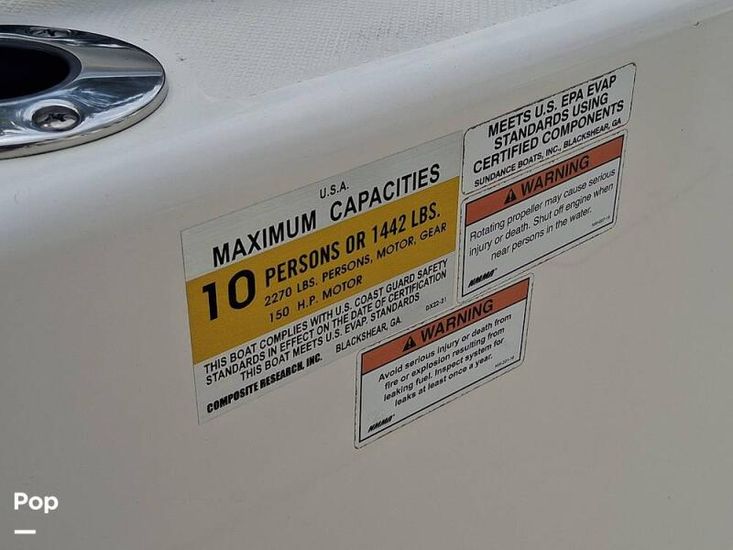 U.S.A.
MAXIMUM CAPACITIES
10 PERSONS OR 1442 LBS.
2270 LBS. PERSONS, MOTOR, GEAR
150 H.P. MOTOR
THIS BOAT COMPLIES WITH U.S. COAST GUARD SAFETY
STANDARDS IN EFFECT ON THE DATE OF CERTIFICATION
THIS BOAT MEETS U.S. EVAP. STANDARDS
DX22-21
COMPOSITE RESEARCH, INC. BLACKSHEAR, GA.
MEETS U.S. EPA EVAP
STANDARDS USING
CERTIFIED COMPONENTS
SUNDANCE BOATS, INC., BLACKSHEAR, GA
WARNING
Rotating propeller may cause serious
injury or death. Shut off engine when
near persons in the water.
NMMA
WARNING
Avoid serious injury or death from
fire or explosion resulting from
leaking fuel. Inspect system for
leaks at least once a year.
NMMA
Pop